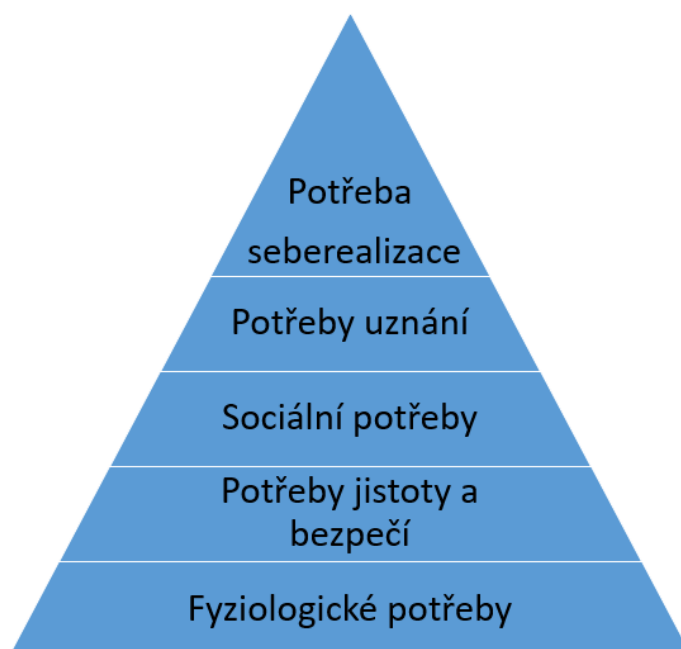 Potřeba
seberealizace
Potřeby uznání
Sociální potřeby
Potřeby jistoty a
bezpečí
Fyziologické potřeby